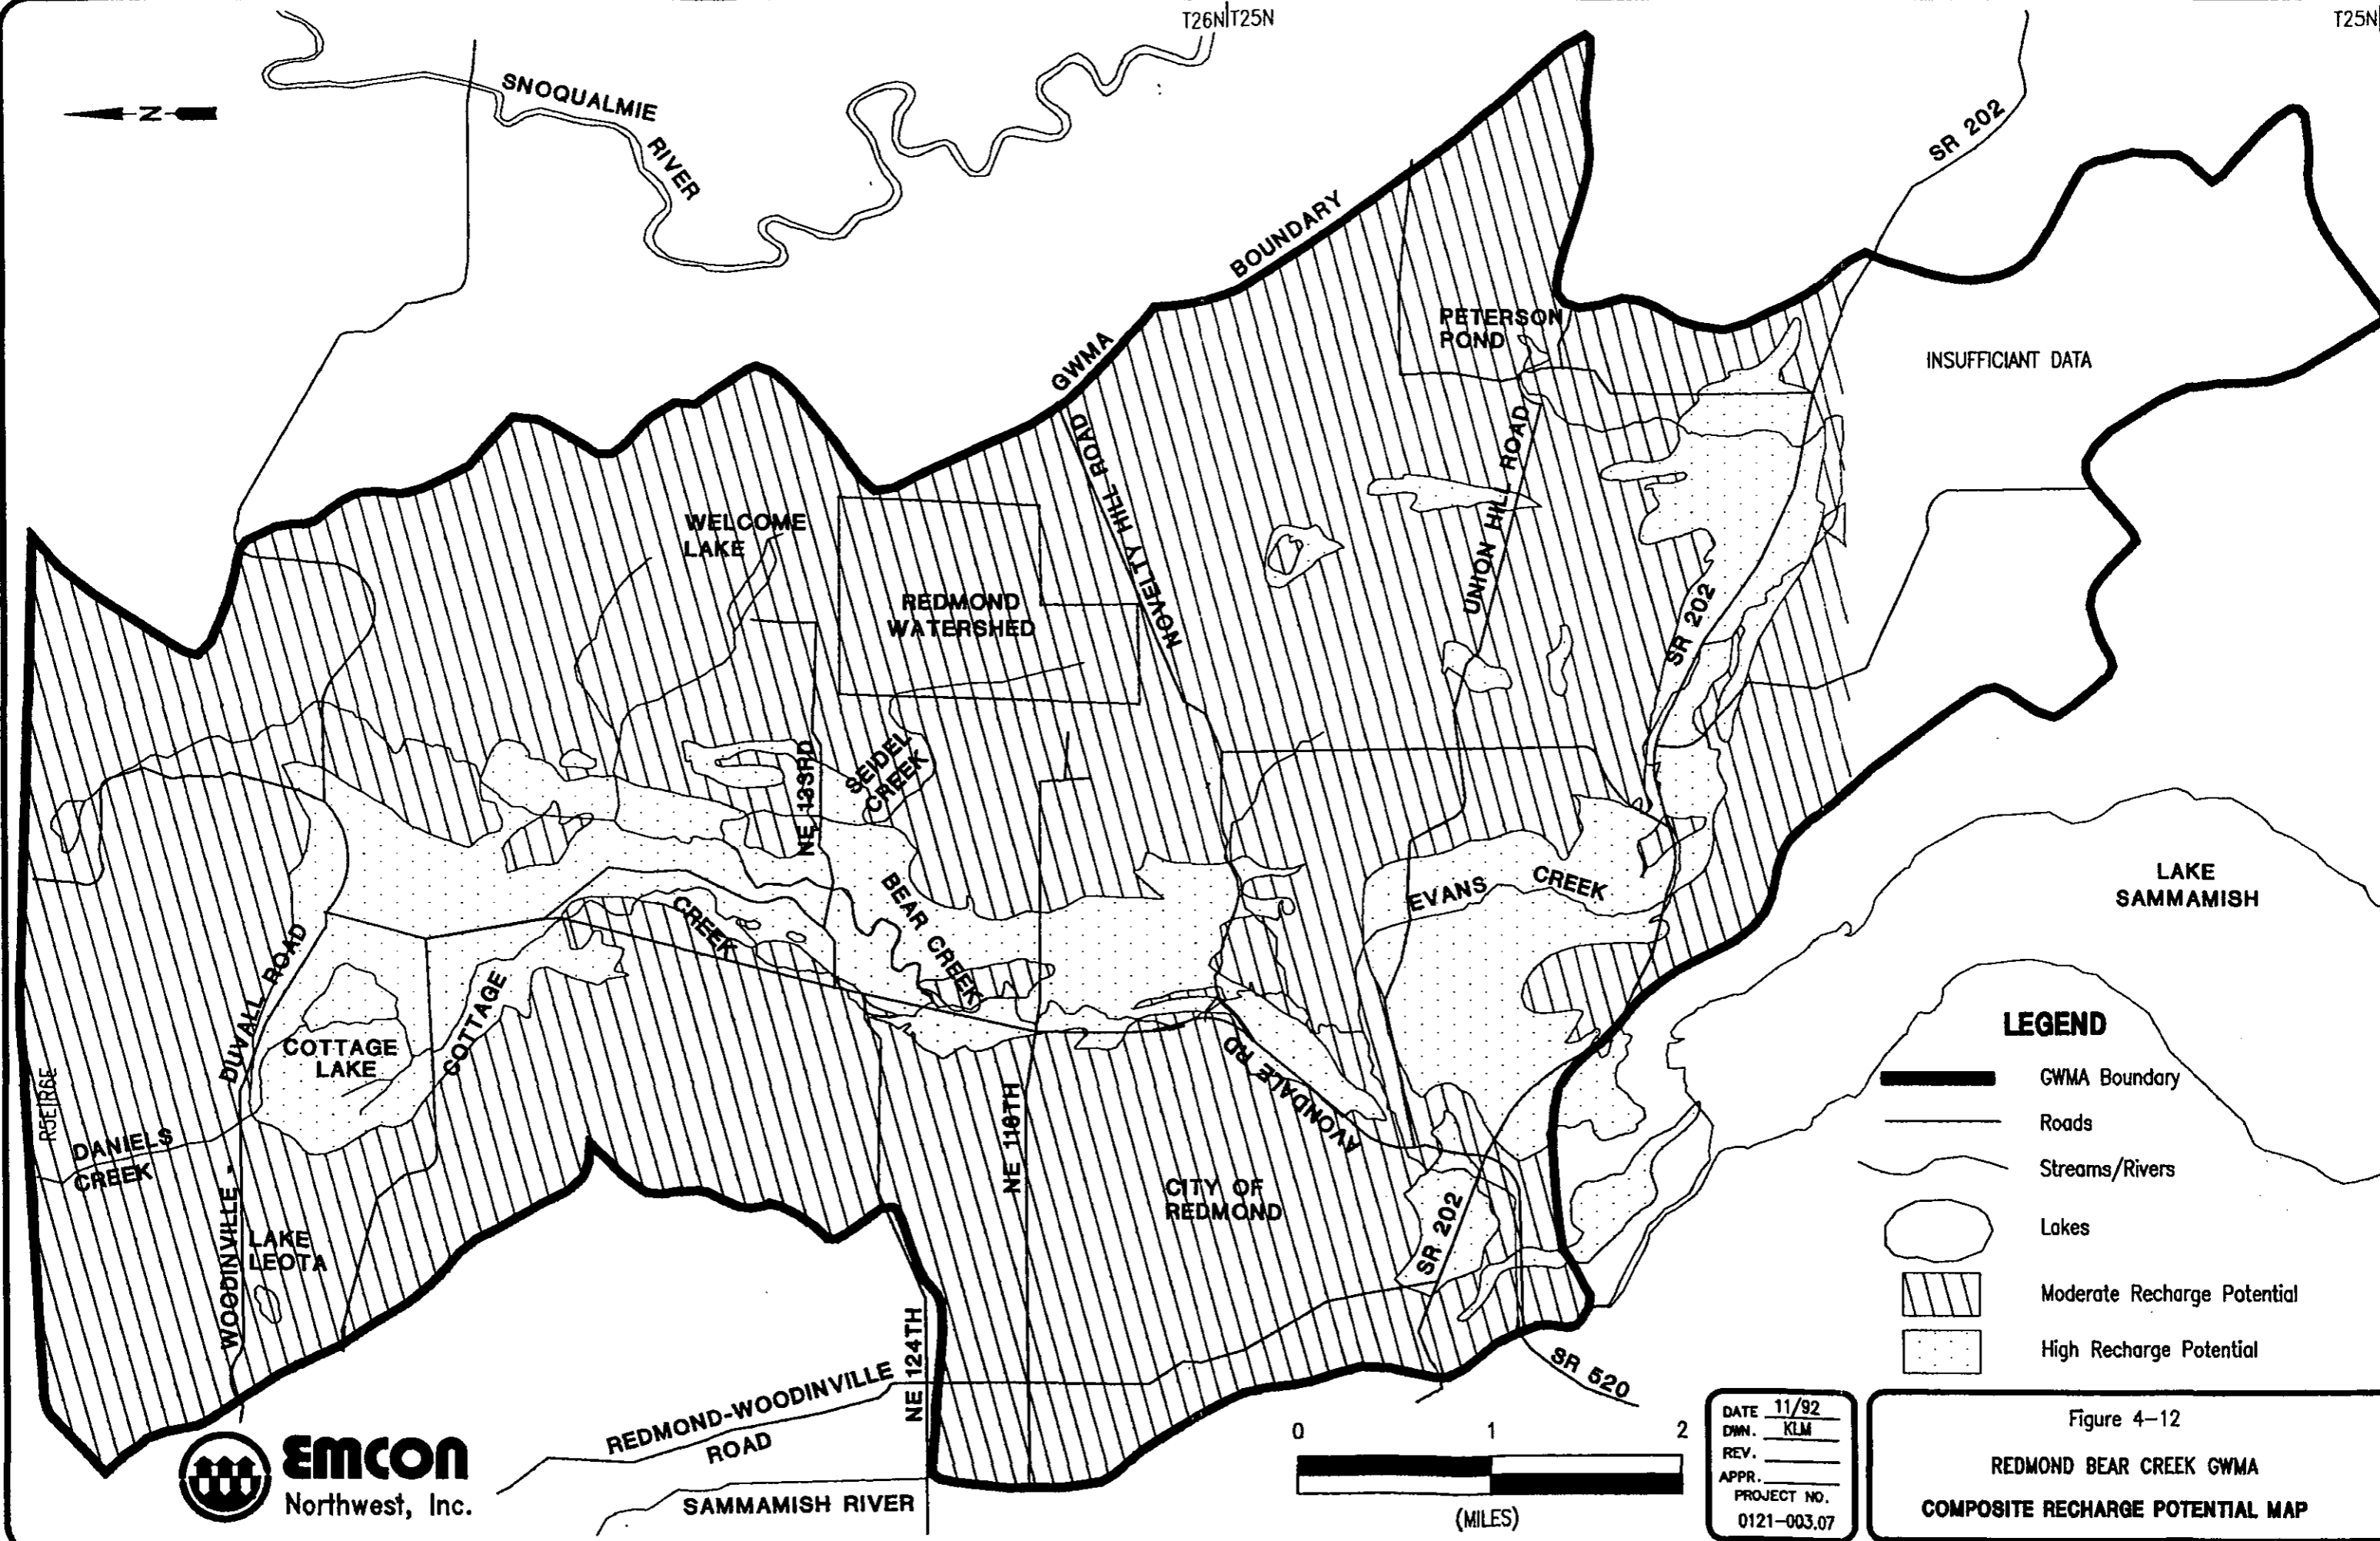 T26N|T25N
T25N
N
SNOQUALMIE
RIVER
SR 202
BOUNDARY
GWMA
PETERSON
POND
INSUFFICIANT DATA
NOVELTY HILL ROAD
UNION HILL ROAD
WELCOME
LAKE
REDMOND
WATERSHED
SR 202
NE 133RD
SEIDEL
CREEK
BEAR CREEK
EVANS CREEK
CREEK
COTTAGE
DUVALL ROAD
WOODINVILLE -
COTTAGE
LAKE
R5E|R6E
DANIELS
CREEK
LAKE
LEOTA
NE 116TH
AVONDALE RD
CITY OF
REDMOND
SR 202
NE 124TH
REDMOND-WOODINVILLE
ROAD
SAMMAMISH RIVER
SR 520
LAKE
SAMMAMISH
LEGEND
GWMA Boundary
Roads
Streams/Rivers
Lakes
Moderate Recharge Potential
High Recharge Potential
EMCON
Northwest, Inc.
0 1 2
(MILES)
DATE 11/92
DWN. KLM
REV.
APPR.
PROJECT NO.
0121-003.07
Figure 4-12
REDMOND BEAR CREEK GWMA
COMPOSITE RECHARGE POTENTIAL MAP